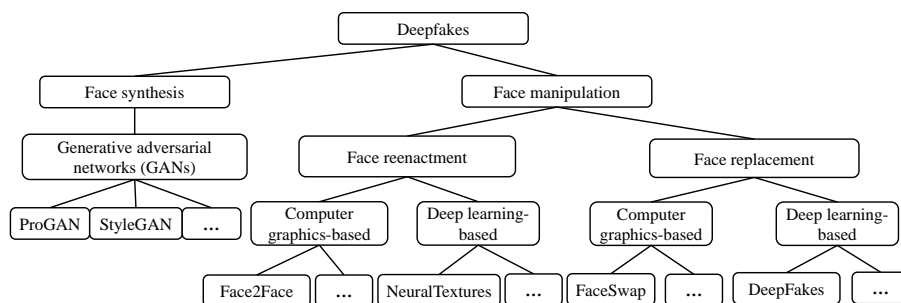 Deepfakes
Face synthesis
Face manipulation
Generative adversarial
networks (GANs)
Face reenactment
Face replacement
ProGAN
StyleGAN
...
Computer
graphics-based
Deep learning-
based
Computer
graphics-based
Deep learning-
based
Face2Face
...
NeuralTextures
...
FaceSwap
...
DeepFakes
...